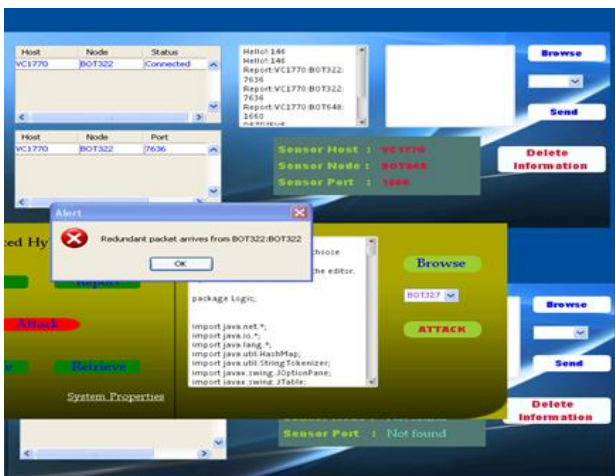 Host Node Status
VC1770 BOT322 Connected
Hello!:146
Hello!:146
Report:VC1770:BOT322:
7636
Report:VC1770:BOT322:
7636
Report:VC1770:BOT648:
1660
Browse
Send
Host Node Port
VC1770 BOT322 7636
Sensor Host : VC1770
Sensor Node : BOT648
Sensor Port : 1660
Delete
Information
Alert
Redundant packet arrives from BOT322:BOT322
OK
ted Hy
Report
Attack
Retrieve
System Properties
choose
the editor.
package Logic;
import java.net.*;
import java.io.*;
import java.lang.*;
import java.util.HashMap;
import java.util.StringTokenizer;
import javax.swing.JOptionPane;
import javax.swing.JTable;
Browse
BOT327
ATTACK
Browse
Send
Delete
Information
Not found
Sensor Port : Not found